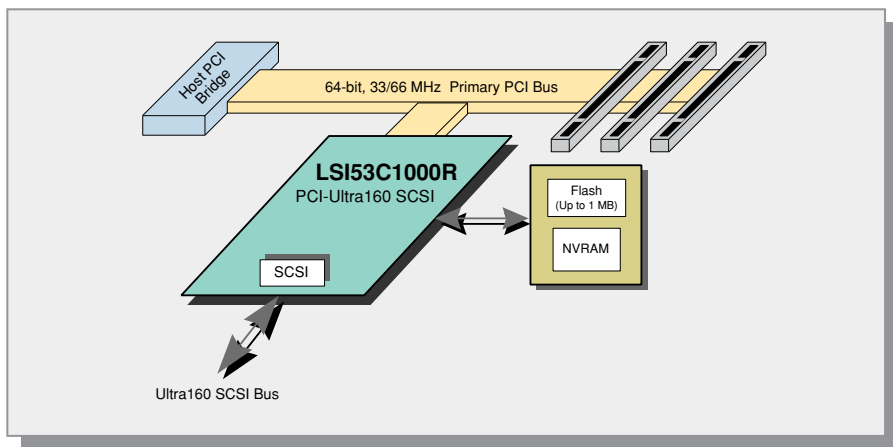 Host PCI
Bridge
64-bit, 33/66 MHz Primary PCI Bus
LSI53C1000R
PCI-Ultra160 SCSI
Flash
(Up to 1 MB)
NVRAM
SCSI
Ultra160 SCSI Bus